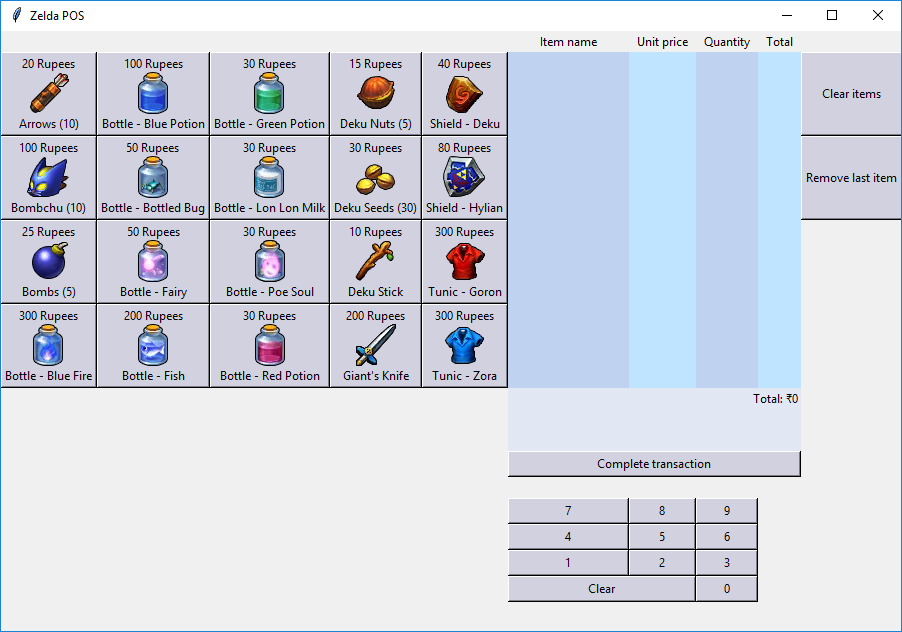 Zelda POS
Item name Unit price Quantity Total
20 Rupees 100 Rupees 30 Rupees 15 Rupees 40 Rupees
Arrows (10) Bottle - Blue Potion Bottle - Green Potion Deku Nuts (5) Shield - Deku
Clear items
100 Rupees 50 Rupees 30 Rupees 30 Rupees 80 Rupees
Bombchu (10) Bottle - Bottled Bug Bottle - Lon Lon Milk Deku Seeds (30) Shield - Hylian
Remove last item
25 Rupees 50 Rupees 30 Rupees 10 Rupees 300 Rupees
Bombs (5) Bottle - Fairy Bottle - Poe Soul Deku Stick Tunic - Goron
300 Rupees 200 Rupees 30 Rupees 200 Rupees 300 Rupees
Bottle - Blue Fire Bottle - Fish Bottle - Red Potion Giant's Knife Tunic - Zora
Total: ₹0
Complete transaction
7 8 9
4 5 6
1 2 3
Clear 0